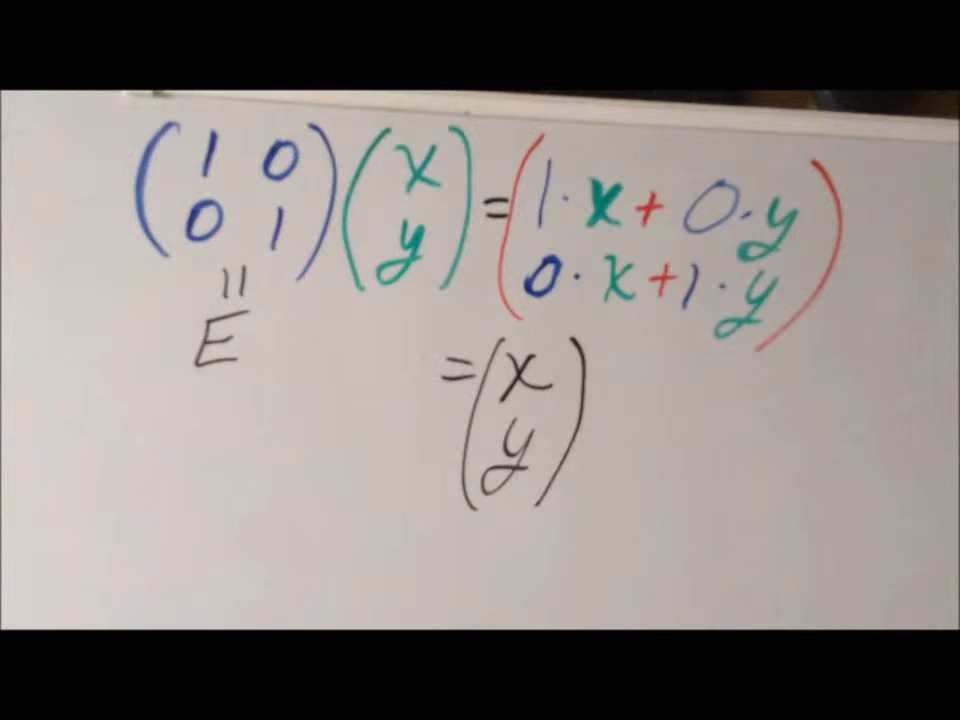 (1 0) (x) = (1·x + 0·y)
(0 1) (y) (0·x + 1·y)
=
E
= (x)
(y)